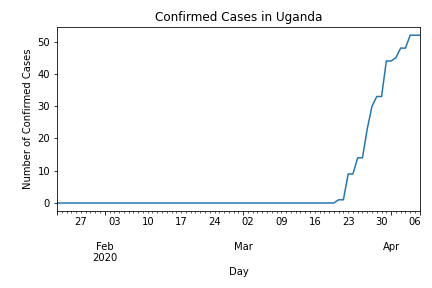 Confirmed Cases in Uganda
Number of Confirmed Cases
50
40
30
20
10
0
27 03 10 17 24 02 09 16 23 30 06
Feb Mar Apr
2020
Day